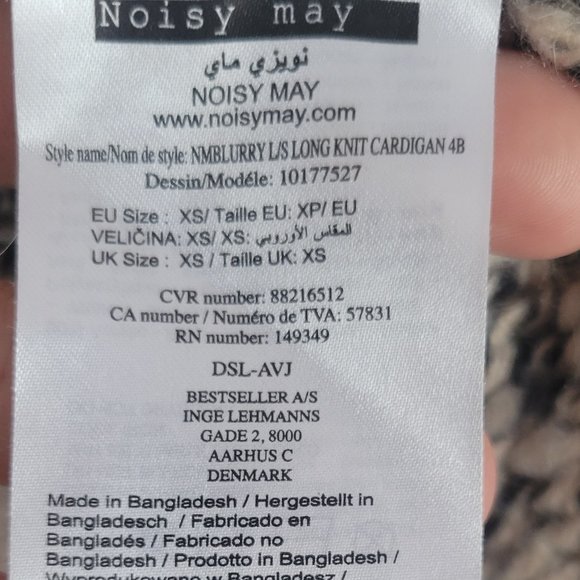 Noisy may
نويزي ماي
NOISY MAY
www.noisymay.com
Style name/Nom de style: NMBLURRY L/S LONG KNIT CARDIGAN 4B
Dessin/Modéle: 10177527
EU Size : XS/ Taille EU: XP/ EU
VELIČINA: XS/ XS: المقاس الأوروبي
UK Size : XS / Taille UK: XS
CVR number: 88216512
CA number / Numéro de TVA: 57831
RN number: 149349
DSL-AVJ
BESTSELLER A/S
INGE LEHMANNS
GADE 2, 8000
AARHUS C
DENMARK
Made in Bangladesh / Hergestellt in
Bangladesch / Fabricado en
Bangladés / Fabricado no
Bangladesh / Prodotto in Bangladesh /
Wyprodukowano w Bangladesz /